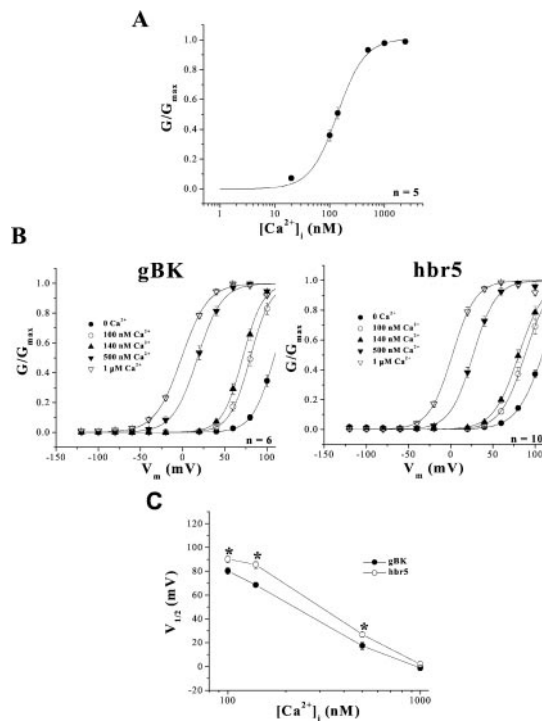 A
G/Gmax
1.0
0.8
0.6
0.4
0.2
0.0
n = 5
1 10 100 1000
[Ca2+]i (nM)
B
gBK
G/Gmax
1.0
0.8
0.6
0.4
0.2
0.0
0 Ca2+
100 nM Ca2+
140 nM Ca2+
500 nM Ca2+
1 µM Ca2+
n = 6
-150 -100 -50 0 50 100
Vm (mV)
hbr5
G/Gmax
1.0
0.8
0.6
0.4
0.2
0.0
0 Ca2+
100 nM Ca2+
140 nM Ca2+
500 nM Ca2+
1 µM Ca2+
n = 10
-150 -100 -50 0 50 100
Vm (mV)
C
V1/2 (mV)
120
100
80
60
40
20
0
-20
* * *
gBK
hbr5
100 1000
[Ca2+]i (nM)